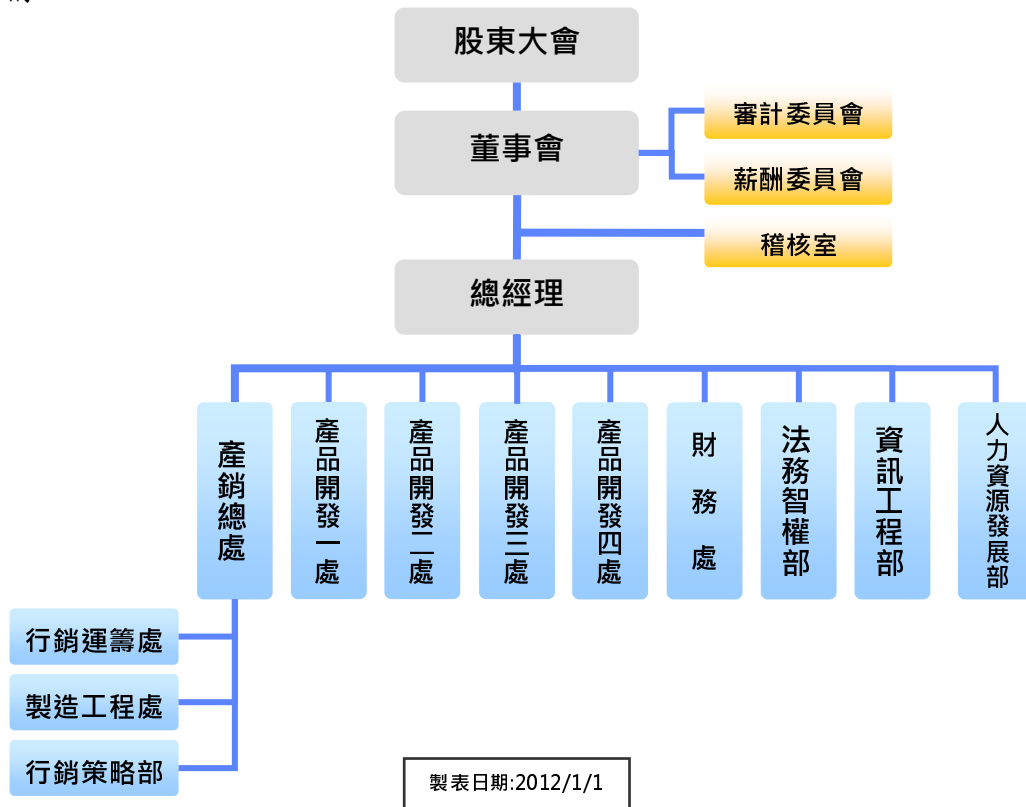 股東大會
董事會
審計委員會
薪酬委員會
稽核室
總經理
產銷總處
產品開發一處
產品開發二處
產品開發三處
產品開發四處
財務處
法務智權部
資訊工程部
人力資源發展部
行銷運籌處
製造工程處
行銷策略部
製表日期:2012/1/1